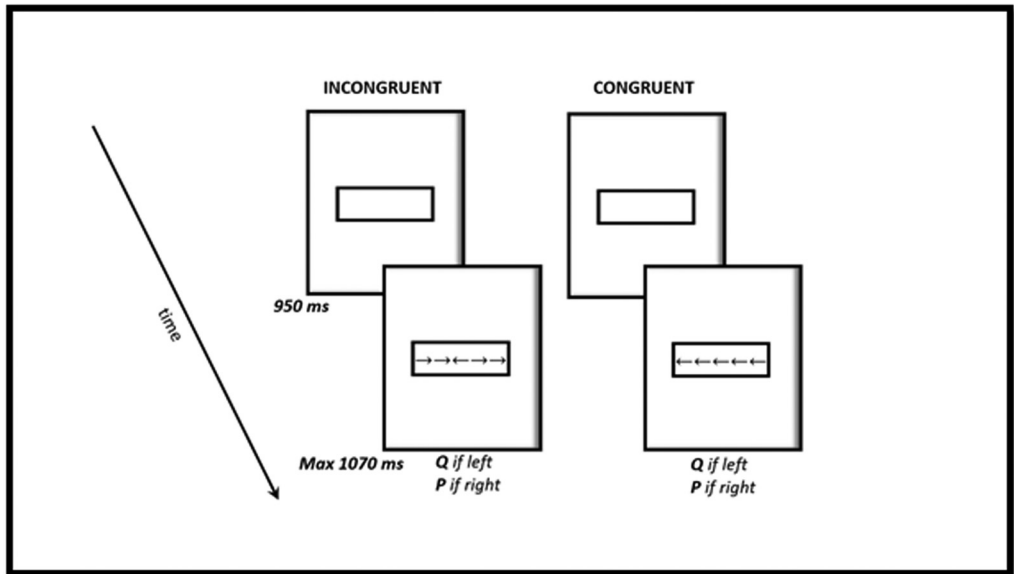 INCONGRUENT
CONGRUENT
950 ms
time
→→←→→
←←←←←
Max 1070 ms
Q if left
P if right
Q if left
P if right